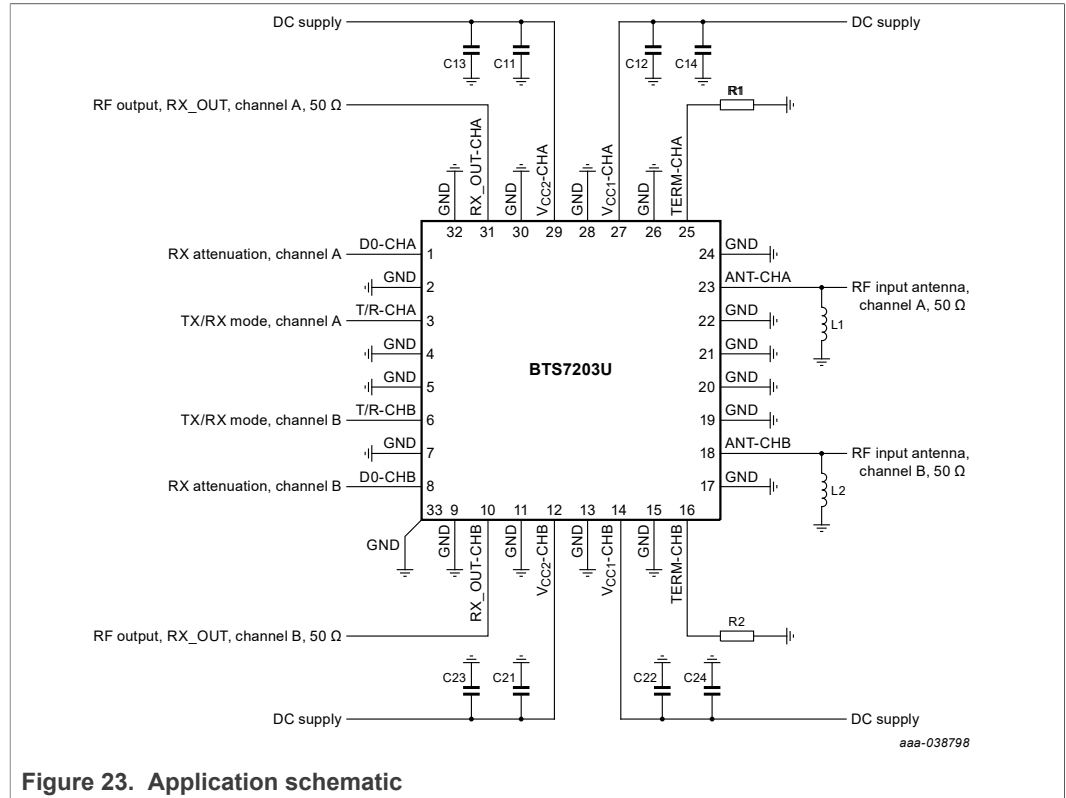 DC supply
DC supply
C13
C11
C12
C14
R1
RF output, RX_OUT, channel A, 50 Ω
GND
RX_OUT-CHA
GND
VCC2-CHA
GND
VCC1-CHA
GND
TERM-CHA
32
31
30
29
28
27
26
25
RX attenuation, channel A
D0-CHA
1
24
GND
GND
2
23
ANT-CHA
RF input antenna,
channel A, 50 Ω
TX/RX mode, channel A
T/R-CHA
3
22
GND
L1
GND
4
21
GND
BTS7203U
GND
5
20
GND
TX/RX mode, channel B
T/R-CHB
6
19
GND
GND
7
18
ANT-CHB
RF input antenna,
channel B, 50 Ω
RX attenuation, channel B
D0-CHB
8
17
GND
L2
33
9
10
11
12
13
14
15
16
GND
GND
RX_OUT-CHB
GND
VCC2-CHB
GND
VCC1-CHB
GND
TERM-CHB
RF output, RX_OUT, channel B, 50 Ω
R2
C23
C21
C22
C24
DC supply
DC supply
aaa-038798
Figure 23. Application schematic